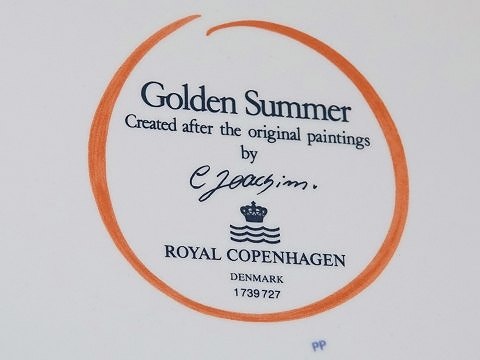 Golden Summer
Created after the original paintings
by
C Joachim.
ROYAL COPENHAGEN
DENMARK
1739727
PP